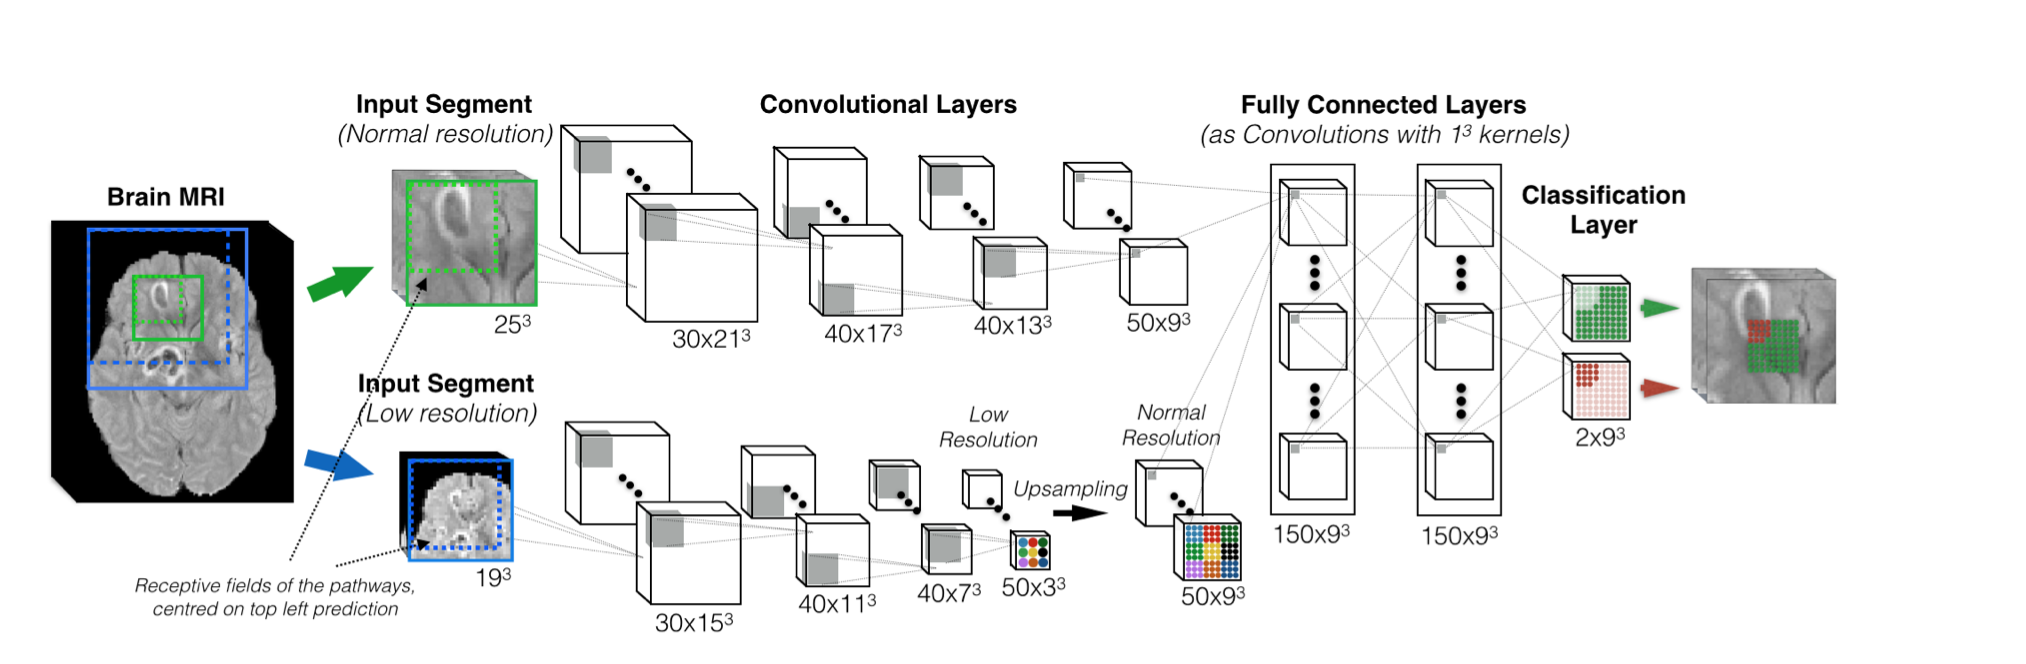 Brain MRI
Input Segment
(Normal resolution)
25³
Convolutional Layers
30x21³
40x17³
40x13³
50x9³
Fully Connected Layers
(as Convolutions with 1³ kernels)
150x9³
150x9³
Classification
Layer
2x9³
Input Segment
(Low resolution)
19³
30x15³
40x11³
40x7³
Low
Resolution
50x3³
Upsampling
Normal
Resolution
50x9³
Receptive fields of the pathways,
centred on top left prediction